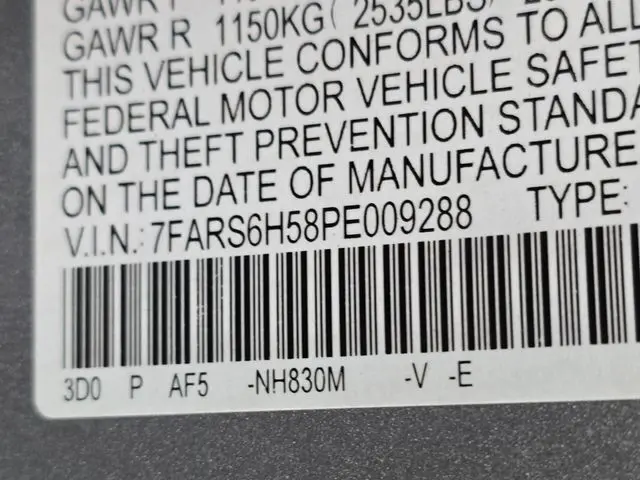 GAWR F
GAWR R 1150KG( 2535LBS)
THIS VEHICLE CONFORMS TO ALL
FEDERAL MOTOR VEHICLE SAFET
AND THEFT PREVENTION STANDA
ON THE DATE OF MANUFACTURE
V.I.N.: 7FARS6H58PE009288 TYPE:
3D0 P AF5 -NH830M -V -E